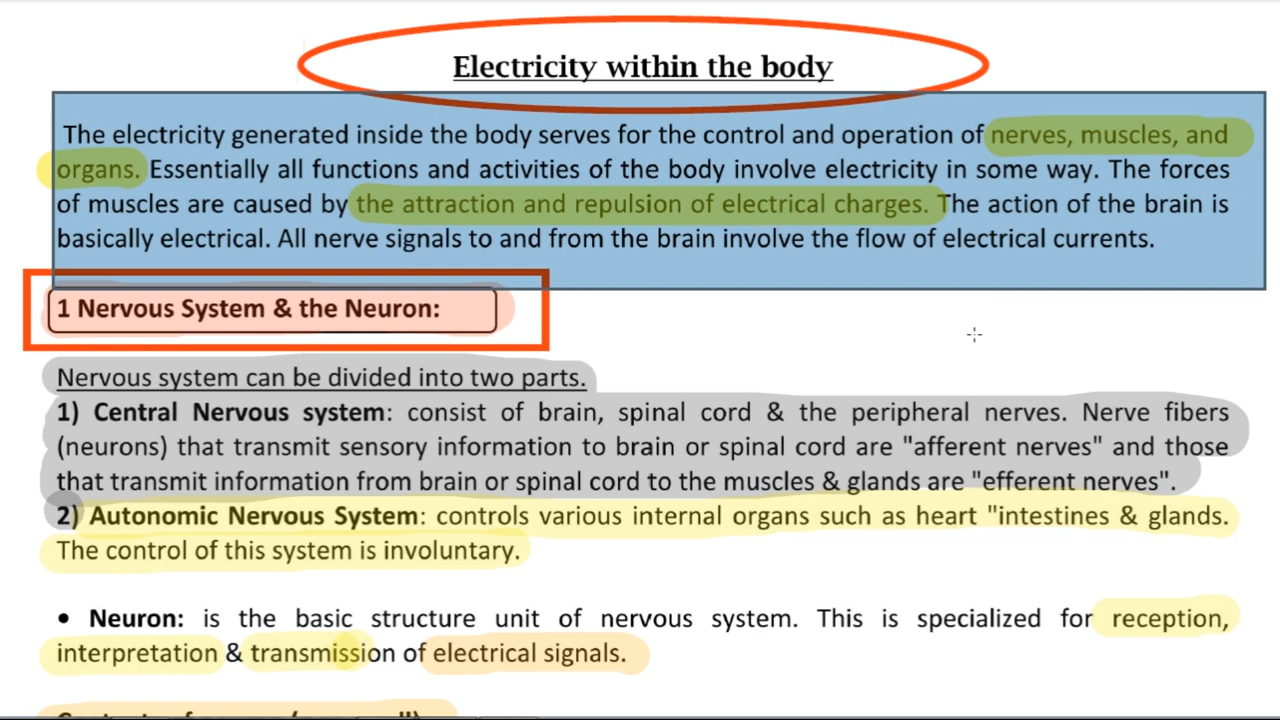 Electricity within the body
The electricity generated inside the body serves for the control and operation of nerves, muscles, and
organs. Essentially all functions and activities of the body involve electricity in some way. The forces
of muscles are caused by the attraction and repulsion of electrical charges. The action of the brain is
basically electrical. All nerve signals to and from the brain involve the flow of electrical currents.
1 Nervous System & the Neuron:
Nervous system can be divided into two parts.
1) Central Nervous system: consist of brain, spinal cord & the peripheral nerves. Nerve fibers
(neurons) that transmit sensory information to brain or spinal cord are "afferent nerves" and those
that transmit information from brain or spinal cord to the muscles & glands are "efferent nerves".
2) Autonomic Nervous System: controls various internal organs such as heart "intestines & glands.
The control of this system is involuntary.
• Neuron: is the basic structure unit of nervous system. This is specialized for reception,
interpretation & transmission of electrical signals.